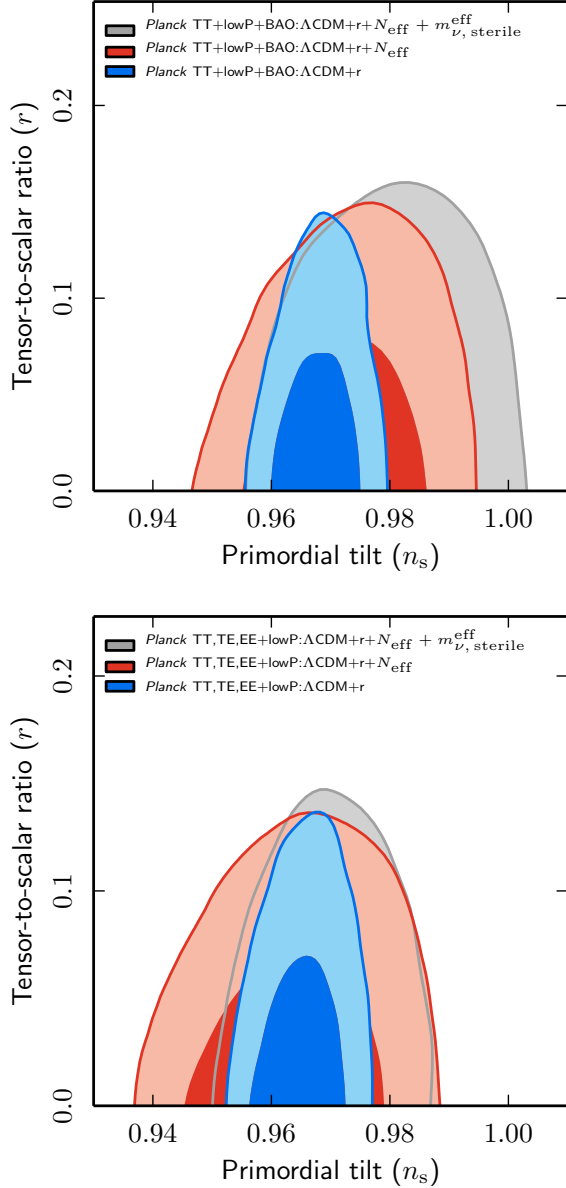 Planck TT+lowP+BAO:ΛCDM+r+N_eff + m^eff_ν, sterile
Planck TT+lowP+BAO:ΛCDM+r+N_eff
Planck TT+lowP+BAO:ΛCDM+r
Tensor-to-scalar ratio (r)
0.2
0.1
0.0
0.94 0.96 0.98 1.00
Primordial tilt (n_s)
Planck TT,TE,EE+lowP:ΛCDM+r+N_eff + m^eff_ν, sterile
Planck TT,TE,EE+lowP:ΛCDM+r+N_eff
Planck TT,TE,EE+lowP:ΛCDM+r
Tensor-to-scalar ratio (r)
0.2
0.1
0.0
0.94 0.96 0.98 1.00
Primordial tilt (n_s)